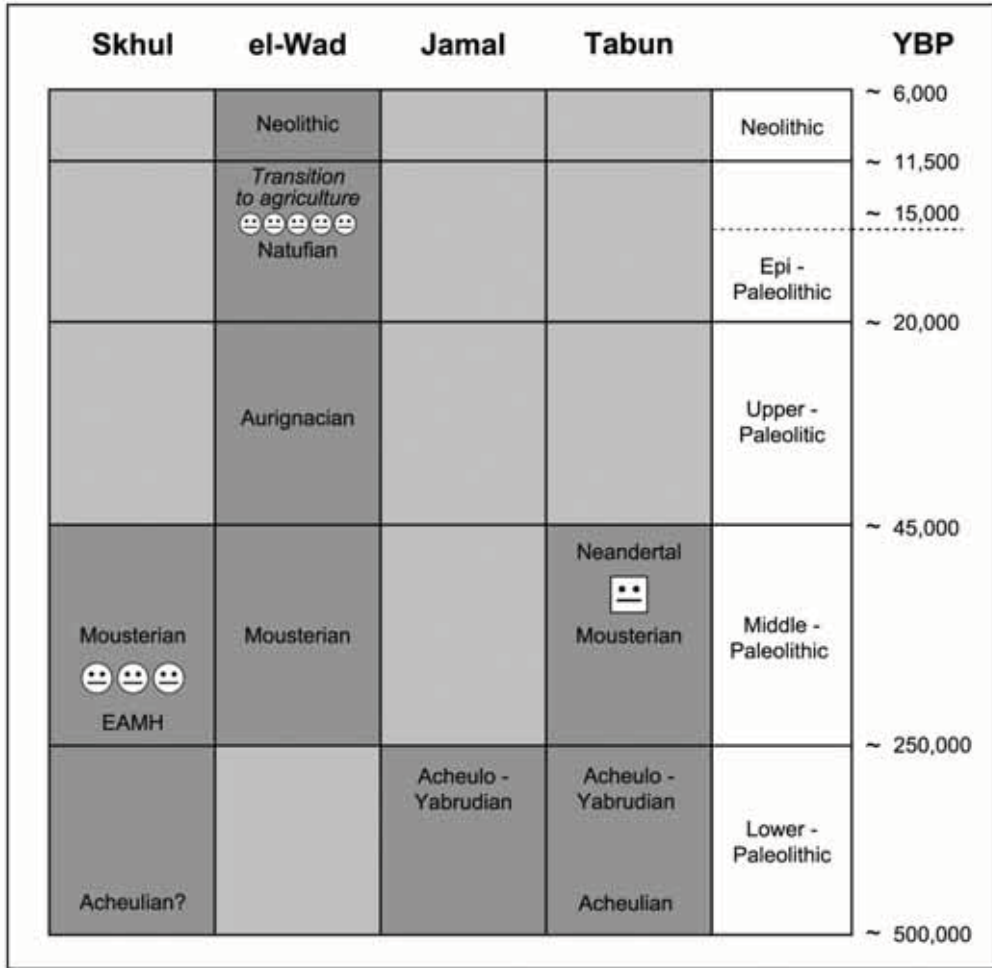 Skhul el-Wad Jamal Tabun YBP
~ 6,000
Neolithic Neolithic
~ 11,500
Transition
to agriculture
~ 15,000
Natufian
Epi -
Paleolithic
~ 20,000
Aurignacian
Upper -
Paleolitic
~ 45,000
Neandertal
Mousterian Mousterian Mousterian
Middle -
Paleolithic
EAMH
~ 250,000
Acheulo -
Yabrudian
Acheulo -
Yabrudian
Lower -
Paleolithic
Acheulian? Acheulian
~ 500,000